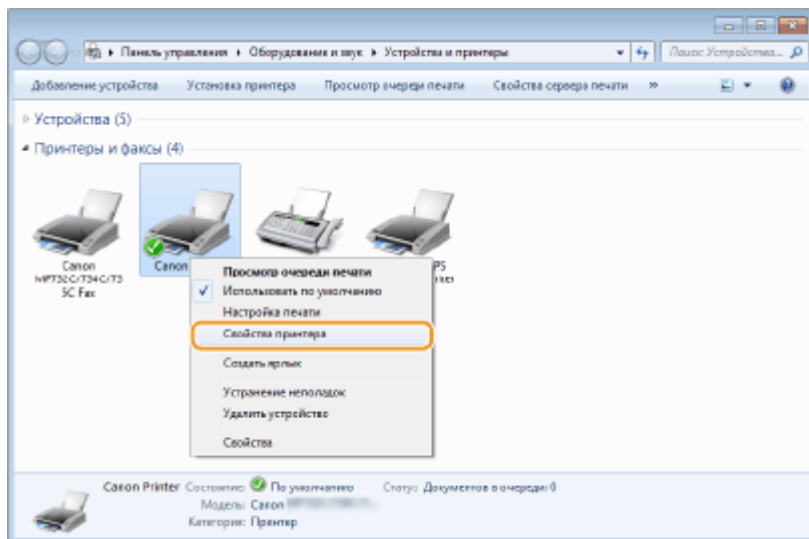 Панель управления Оборудование и звук Устройства и принтеры Поиск: Устройства...
Добавление устройства Установка принтера Просмотр очереди печати Свойства сервера печати »
Устройства (5)
Принтеры и факсы (4)
Canon
MF732C/734C/73
5C Fax
Canon
PS
Просмотр очереди печати
Использовать по умолчанию
Настройка печати
Свойства принтера
Создать ярлык
Устранение неполадок
Удалить устройство
Свойства
Canon Printer Состояние: По умолчанию Статус: Документов в очереди: 0
Модель: Canon
Категория: Принтер